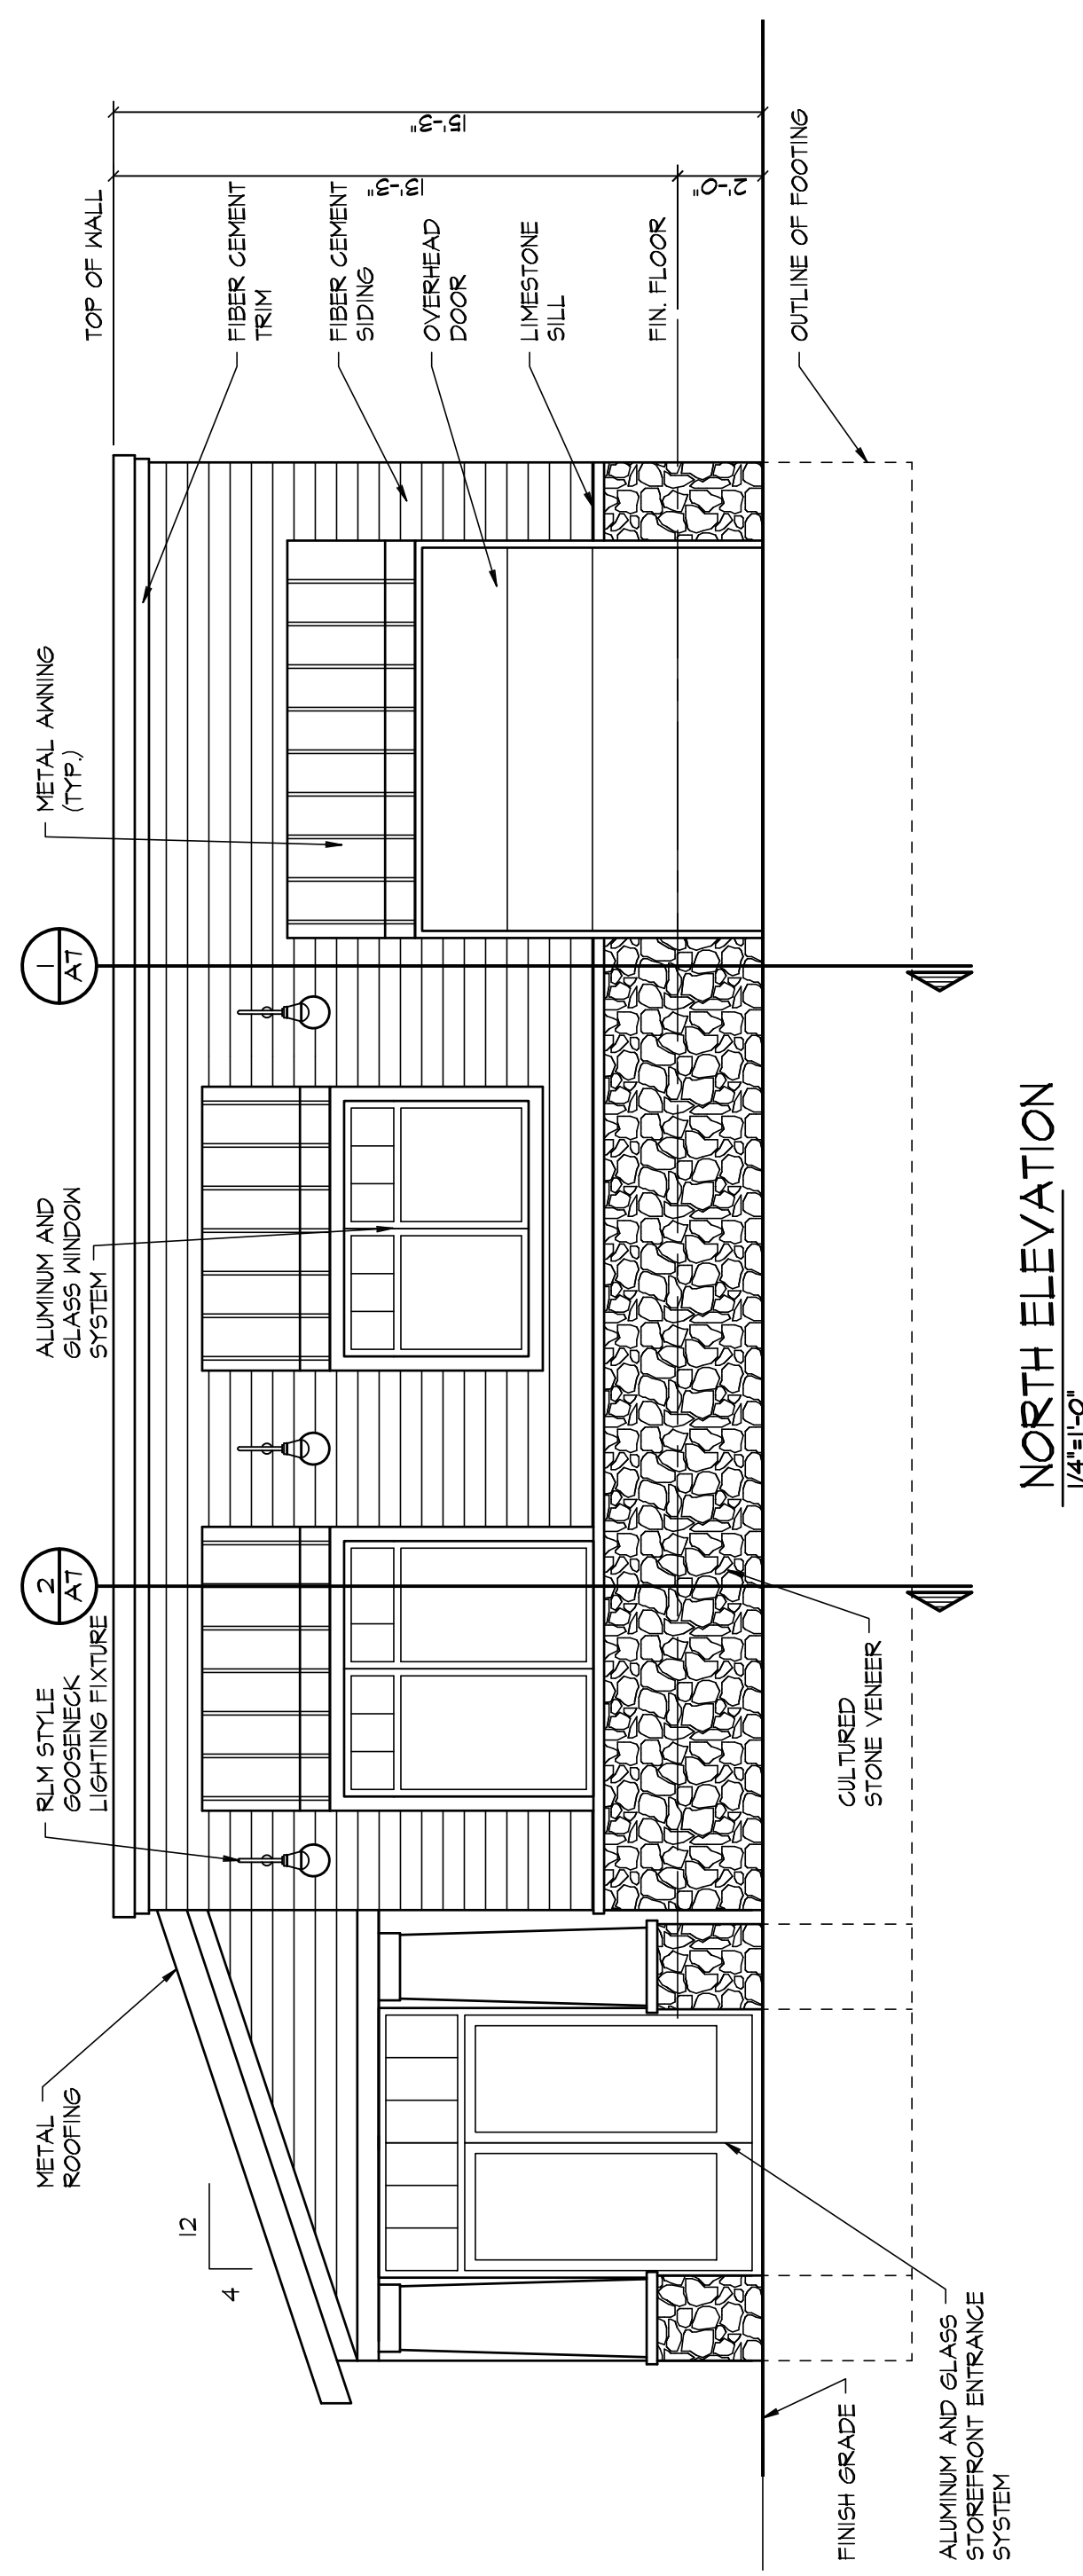 METAL
ROOFING
12
4
RLM STYLE
GOOSENECK
LIGHTING FIXTURE
2
A7
ALUMINUM AND
GLASS WINDOW
SYSTEM
1
A7
METAL AWNING
(TYP.)
TOP OF WALL
FIBER CEMENT
TRIM
FIBER CEMENT
SIDING
OVERHEAD
DOOR
LIMESTONE
SILL
FIN. FLOOR
OUTLINE OF FOOTING
15'-3"
13'-3"
2'-0"
FINISH GRADE
ALUMINUM AND GLASS
STOREFRONT ENTRANCE
SYSTEM
CULTURED
STONE VENEER
NORTH ELEVATION
1/4"=1'-0"